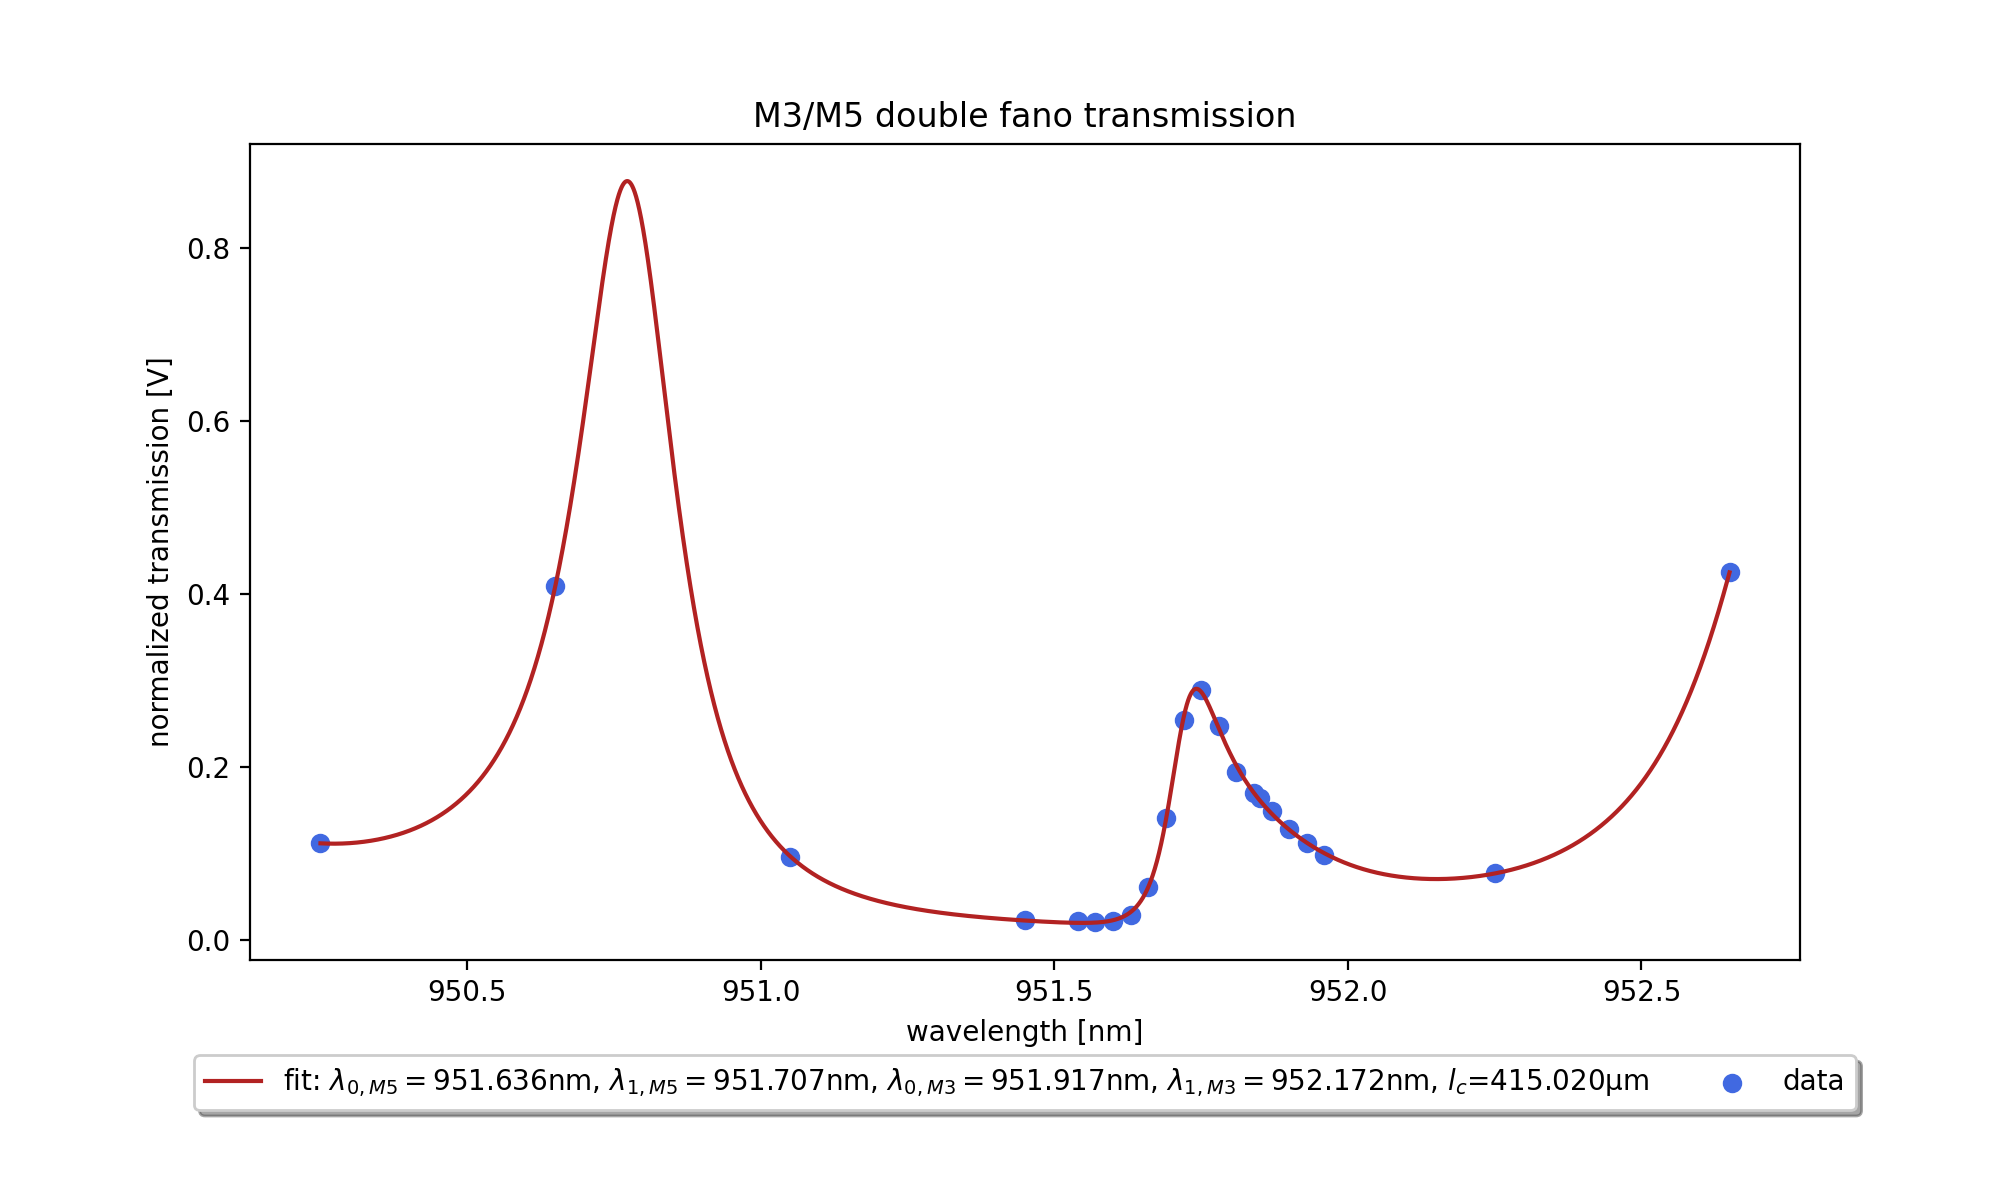 M3/M5 double fano transmission
normalized transmission [V]
0.8
0.6
0.4
0.2
0.0
950.5 951.0 951.5 952.0 952.5
wavelength [nm]
fit: λ₀,M5 = 951.636nm, λ₁,M5 = 951.707nm, λ₀,M3 = 951.917nm, λ₁,M3 = 952.172nm, lc=415.020μm data